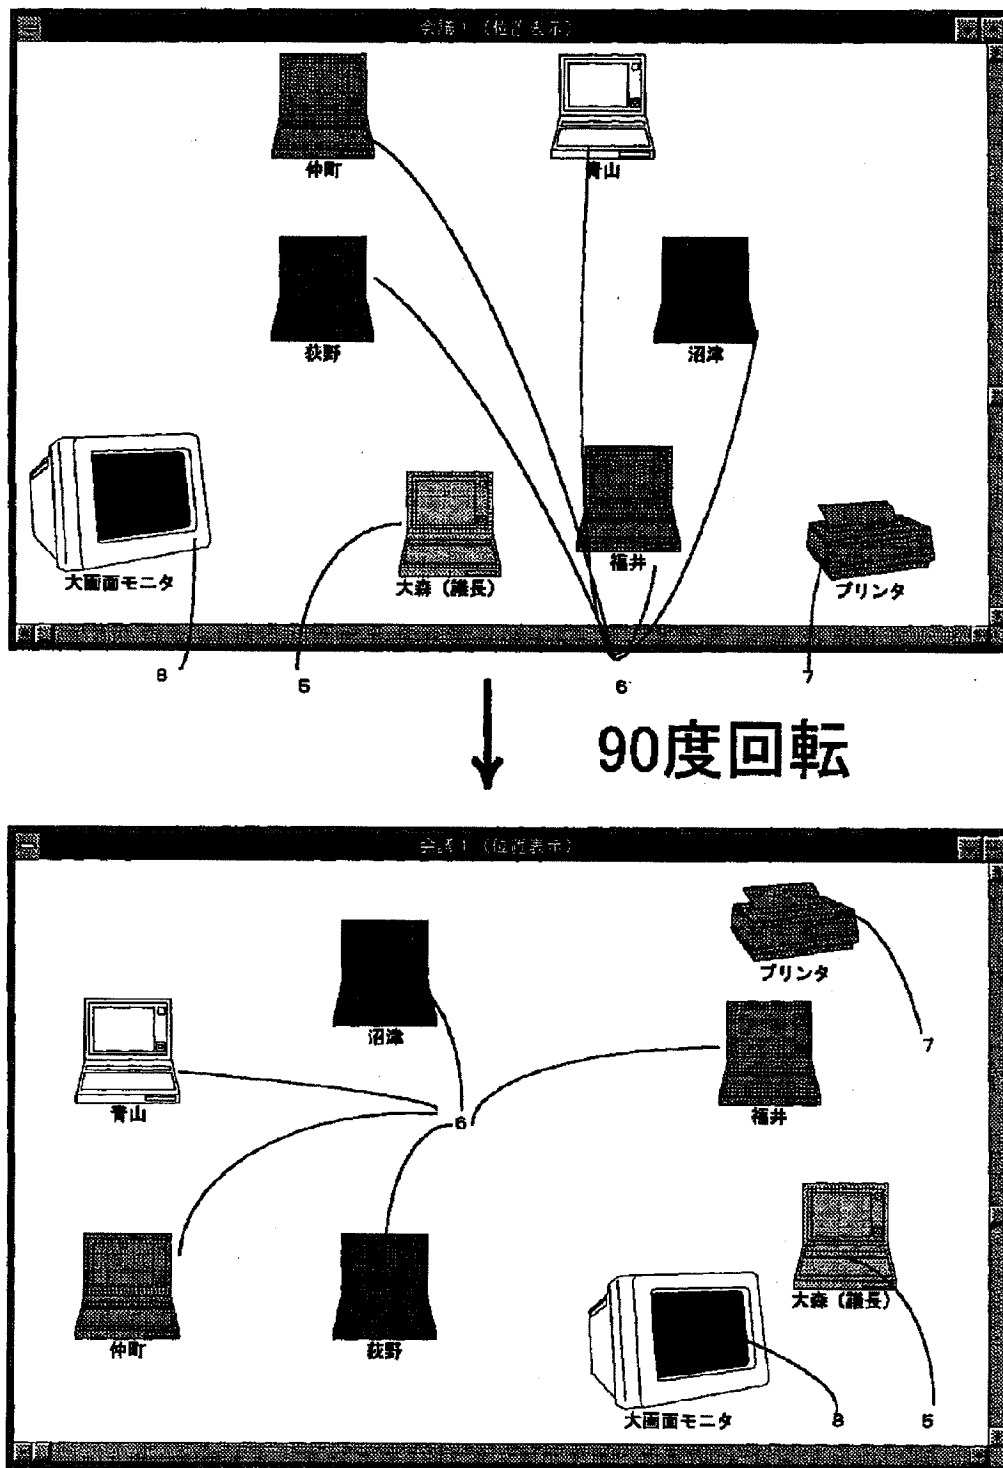 会議1（位置表示）
仲町
青山
荻野
沼津
福井
大画面モニタ
大森（議長）
プリンタ
8
5
6
7
90度回転
会議1（位置表示）
プリンタ
沼津
7
青山
6
福井
大森（議長）
仲町
荻野
大画面モニタ
8
5